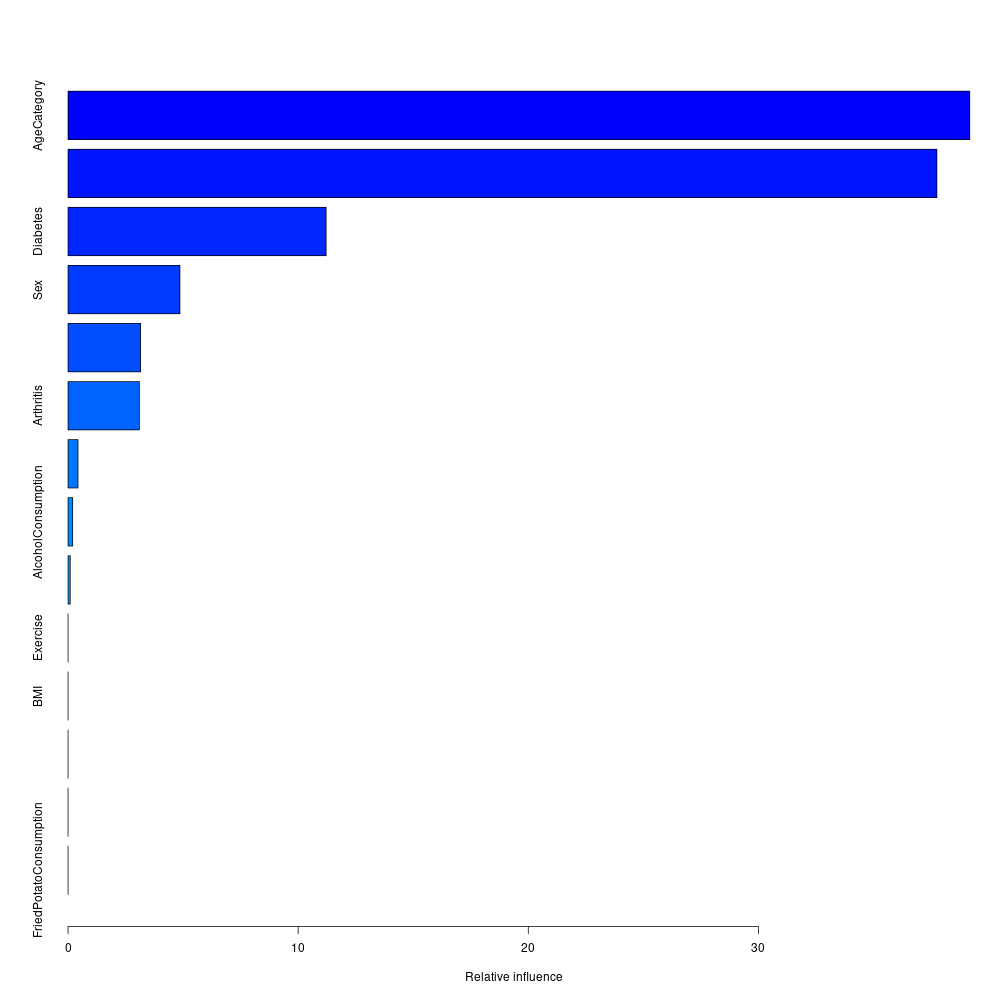 AgeCategory
Diabetes
Sex
Arthritis
AlcoholConsumption
Exercise
BMI
FriedPotatoConsumption
0 10 20 30
Relative influence